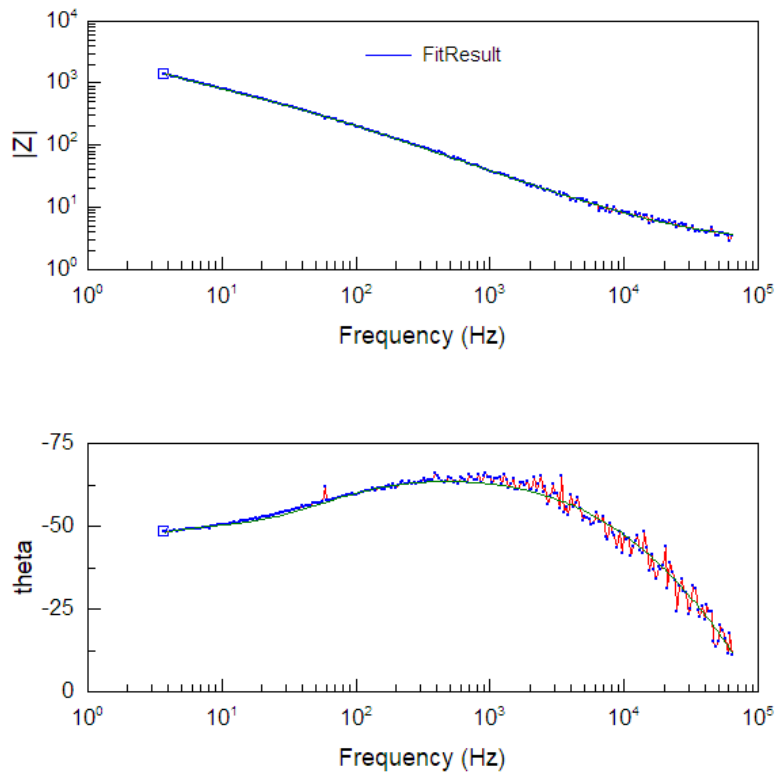 10⁴
FitResult
10³
|Z|
10²
10¹
10⁰
10⁰ 10¹ 10² 10³ 10⁴ 10⁵
Frequency (Hz)
-75
-50
theta
-25
0
10⁰ 10¹ 10² 10³ 10⁴ 10⁵
Frequency (Hz)